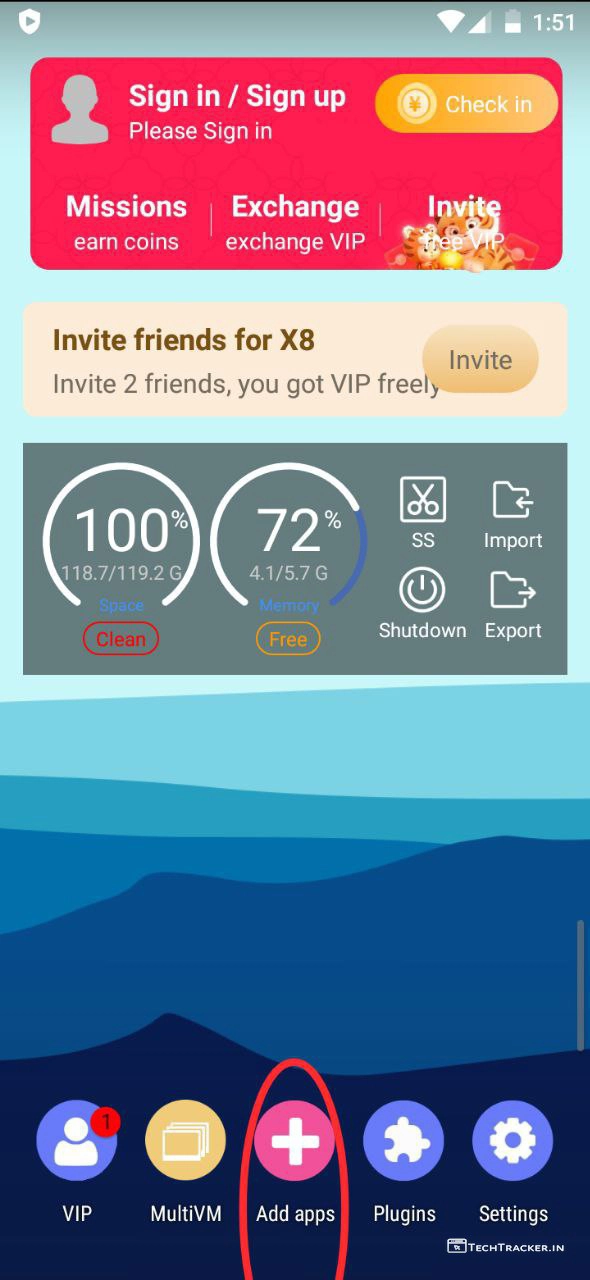 1:51
Sign in / Sign up
Please Sign in
Check in
Missions
earn coins
Exchange
exchange VIP
Invite
free VIP
Invite friends for X8
Invite 2 friends, you got VIP freely
Invite
100%
118.7/119.2 G
Space
Clean
72%
4.1/5.7 G
Memory
Free
SS
Import
Shutdown
Export
1
VIP
MultiVM
Add apps
Plugins
Settings
TECHTRACKER.IN